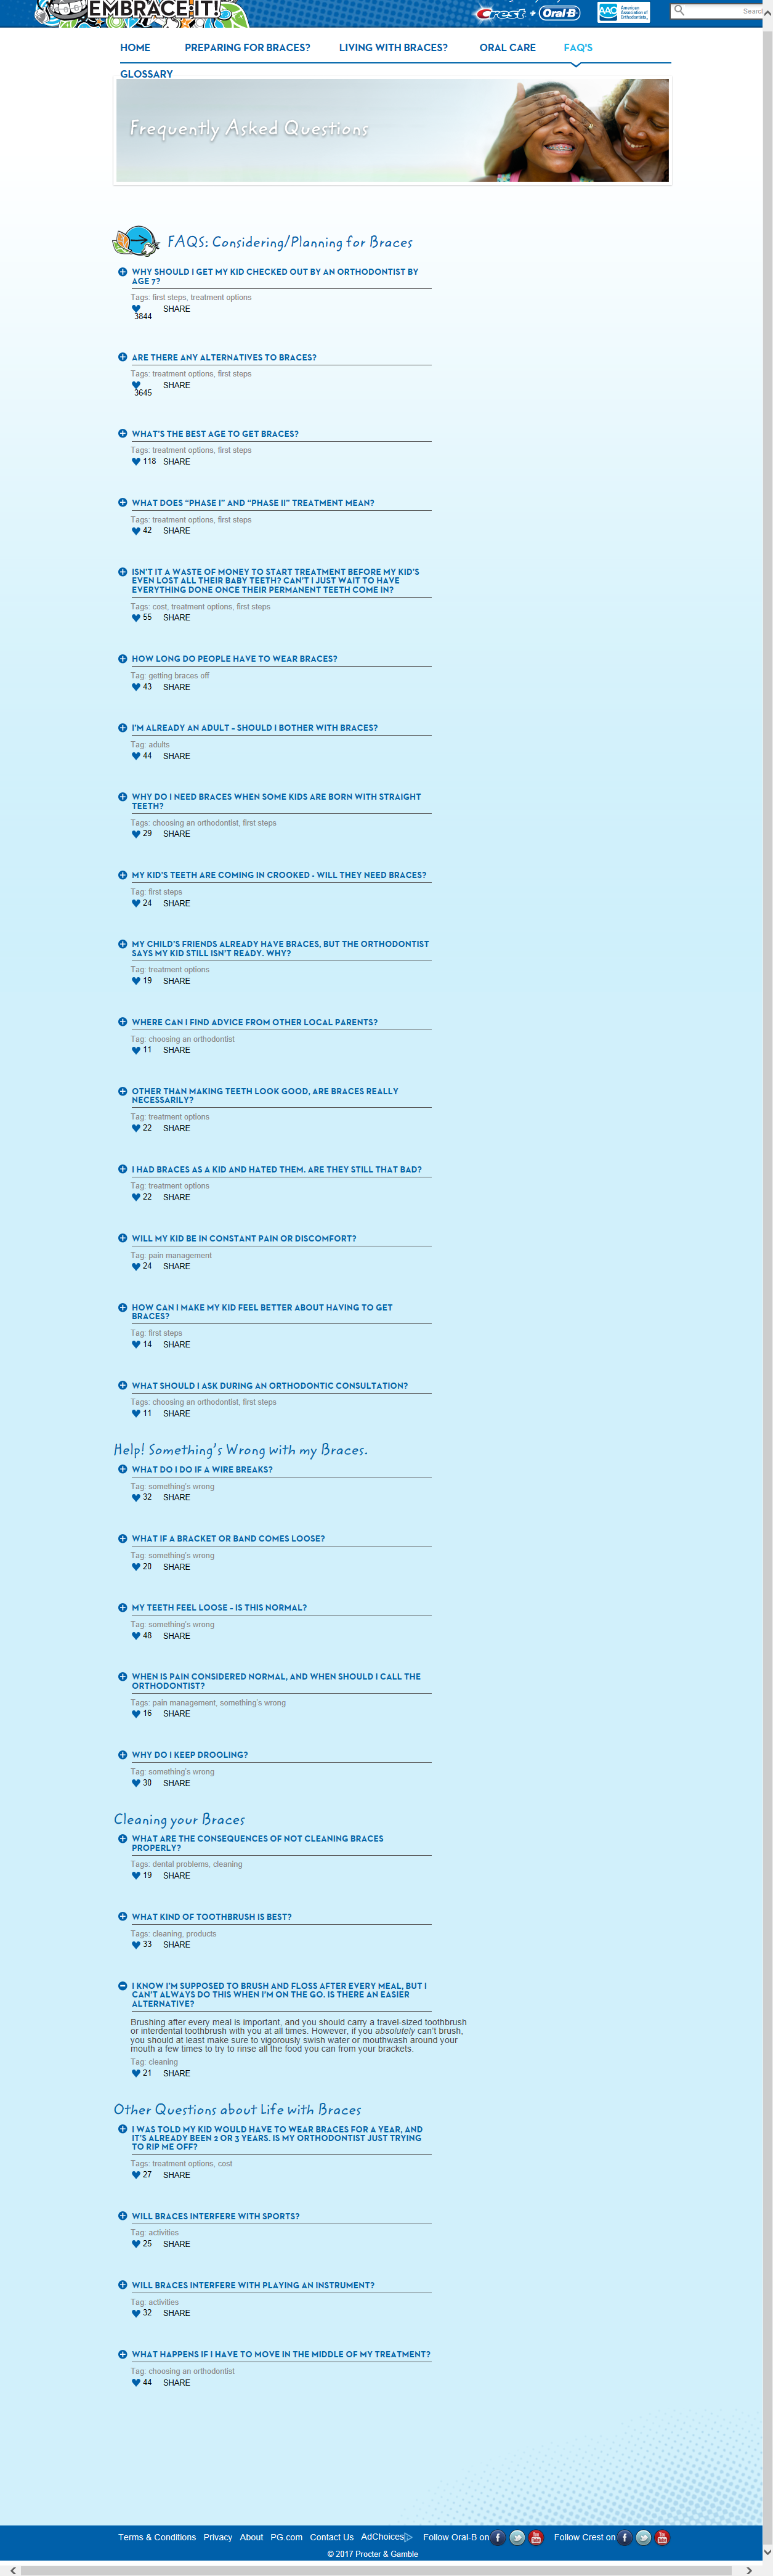 EMBRACE IT!
Crest + Oral-B
AAO American Association of Orthodontists
Search
HOME PREPARING FOR BRACES? LIVING WITH BRACES? ORAL CARE FAQ'S
GLOSSARY
Frequently Asked Questions
FAQS: Considering/Planning for Braces
WHY SHOULD I GET MY KID CHECKED OUT BY AN ORTHODONTIST BY
AGE 7?
Tags: first steps, treatment options
SHARE
3844
ARE THERE ANY ALTERNATIVES TO BRACES?
Tags: treatment options, first steps
SHARE
3645
WHAT'S THE BEST AGE TO GET BRACES?
Tags: treatment options, first steps
118 SHARE
WHAT DOES “PHASE I” AND “PHASE II” TREATMENT MEAN?
Tags: treatment options, first steps
42 SHARE
ISN'T IT A WASTE OF MONEY TO START TREATMENT BEFORE MY KID'S
EVEN LOST ALL THEIR BABY TEETH? CAN'T I JUST WAIT TO HAVE
EVERYTHING DONE ONCE THEIR PERMANENT TEETH COME IN?
Tags: cost, treatment options, first steps
55 SHARE
HOW LONG DO PEOPLE HAVE TO WEAR BRACES?
Tag: getting braces off
43 SHARE
I'M ALREADY AN ADULT – SHOULD I BOTHER WITH BRACES?
Tag: adults
44 SHARE
WHY DO I NEED BRACES WHEN SOME KIDS ARE BORN WITH STRAIGHT
TEETH?
Tags: choosing an orthodontist, first steps
29 SHARE
MY KID'S TEETH ARE COMING IN CROOKED - WILL THEY NEED BRACES?
Tag: first steps
24 SHARE
MY CHILD'S FRIENDS ALREADY HAVE BRACES, BUT THE ORTHODONTIST
SAYS MY KID STILL ISN'T READY. WHY?
Tag: treatment options
19 SHARE
WHERE CAN I FIND ADVICE FROM OTHER LOCAL PARENTS?
Tag: choosing an orthodontist
11 SHARE
OTHER THAN MAKING TEETH LOOK GOOD, ARE BRACES REALLY
NECESSARILY?
Tag: treatment options
22 SHARE
I HAD BRACES AS A KID AND HATED THEM. ARE THEY STILL THAT BAD?
Tag: treatment options
22 SHARE
WILL MY KID BE IN CONSTANT PAIN OR DISCOMFORT?
Tag: pain management
24 SHARE
HOW CAN I MAKE MY KID FEEL BETTER ABOUT HAVING TO GET
BRACES?
Tag: first steps
14 SHARE
WHAT SHOULD I ASK DURING AN ORTHODONTIC CONSULTATION?
Tags: choosing an orthodontist, first steps
11 SHARE
Help! Something's Wrong with my Braces.
WHAT DO I DO IF A WIRE BREAKS?
Tag: something's wrong
32 SHARE
WHAT IF A BRACKET OR BAND COMES LOOSE?
Tag: something's wrong
20 SHARE
MY TEETH FEEL LOOSE – IS THIS NORMAL?
Tag: something's wrong
48 SHARE
WHEN IS PAIN CONSIDERED NORMAL, AND WHEN SHOULD I CALL THE
ORTHODONTIST?
Tags: pain management, something's wrong
16 SHARE
WHY DO I KEEP DROOLING?
Tag: something's wrong
30 SHARE
Cleaning your Braces
WHAT ARE THE CONSEQUENCES OF NOT CLEANING BRACES
PROPERLY?
Tags: dental problems, cleaning
19 SHARE
WHAT KIND OF TOOTHBRUSH IS BEST?
Tags: cleaning, products
33 SHARE
I KNOW I'M SUPPOSED TO BRUSH AND FLOSS AFTER EVERY MEAL, BUT I
CAN'T ALWAYS DO THIS WHEN I'M ON THE GO. IS THERE AN EASIER
ALTERNATIVE?
Brushing after every meal is important, and you should carry a travel-sized toothbrush
or interdental toothbrush with you at all times. However, if you absolutely can't brush,
you should at least make sure to vigorously swish water or mouthwash around your
mouth a few times to try to rinse all the food you can from your brackets.
Tag: cleaning
21 SHARE
Other Questions about Life with Braces
I WAS TOLD MY KID WOULD HAVE TO WEAR BRACES FOR A YEAR, AND
IT'S ALREADY BEEN 2 OR 3 YEARS. IS MY ORTHODONTIST JUST TRYING
TO RIP ME OFF?
Tags: treatment options, cost
27 SHARE
WILL BRACES INTERFERE WITH SPORTS?
Tag: activities
25 SHARE
WILL BRACES INTERFERE WITH PLAYING AN INSTRUMENT?
Tag: activities
32 SHARE
WHAT HAPPENS IF I HAVE TO MOVE IN THE MIDDLE OF MY TREATMENT?
Tag: choosing an orthodontist
44 SHARE
Terms & Conditions Privacy About PG.com Contact Us AdChoices Follow Oral-B on Follow Crest on
© 2017 Procter & Gamble